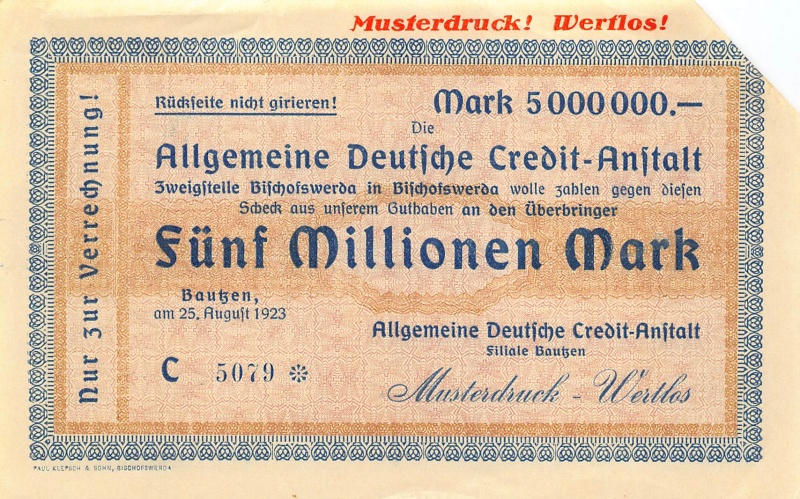 Musterdruck! Wertlos!
Nur zur Verrechnung!
Rückseite nicht girieren!
Mark 5 000 000.—
Die
Allgemeine Deutsche Credit-Anstalt
Zweigstelle Bischofswerda in Bischofswerda wolle zahlen gegen diesen
Scheck aus unserem Guthaben an den Überbringer
Fünf Millionen Mark
Bautzen,
am 25. August 1923
Allgemeine Deutsche Credit-Anstalt
Filiale Bautzen
C 5079 ❊
Musterdruck - Wertlos
PAUL KLEPSCH & SOHN, BISCHOFSWERDA